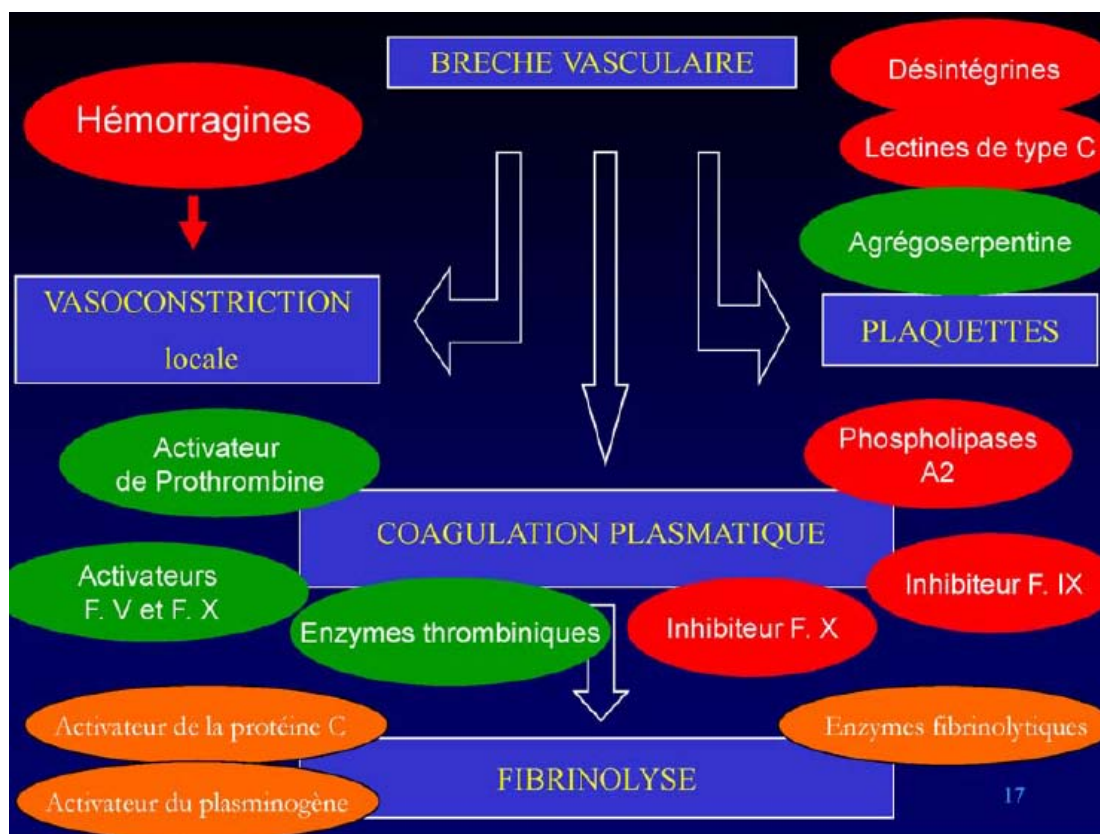 BRECHE VASCULAIRE
Désintégrines
Hémorragines
Lectines de type C
Agrégoserpentine
VASOCONSTRICTION
locale
PLAQUETTES
Activateur
de Prothrombine
Phospholipases
A2
COAGULATION PLASMATIQUE
Activateurs
F. V et F. X
Inhibiteur F. IX
Enzymes thrombiniques
Inhibiteur F. X
Activateur de la protéine C
Enzymes fibrinolytiques
FIBRINOLYSE
Activateur du plasminogène
17